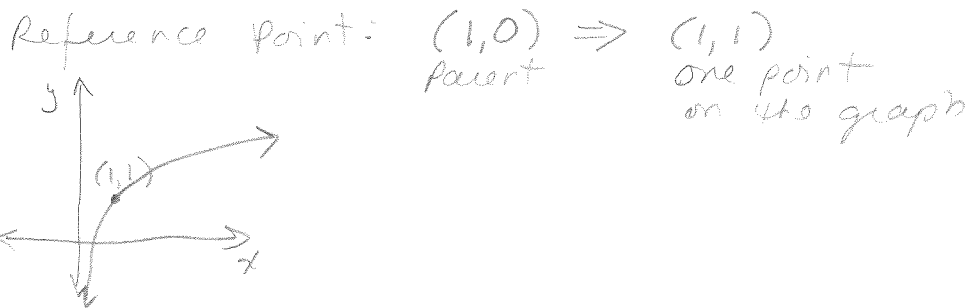 Reference Point: (1,0) ⇒ (1,1)
Parent one point
on the graph
y
(1,1)
x